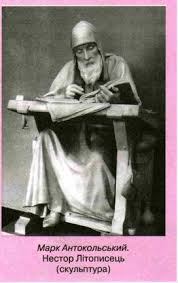 Марк Антокольський.
Нестор Літописець
(скульптура)